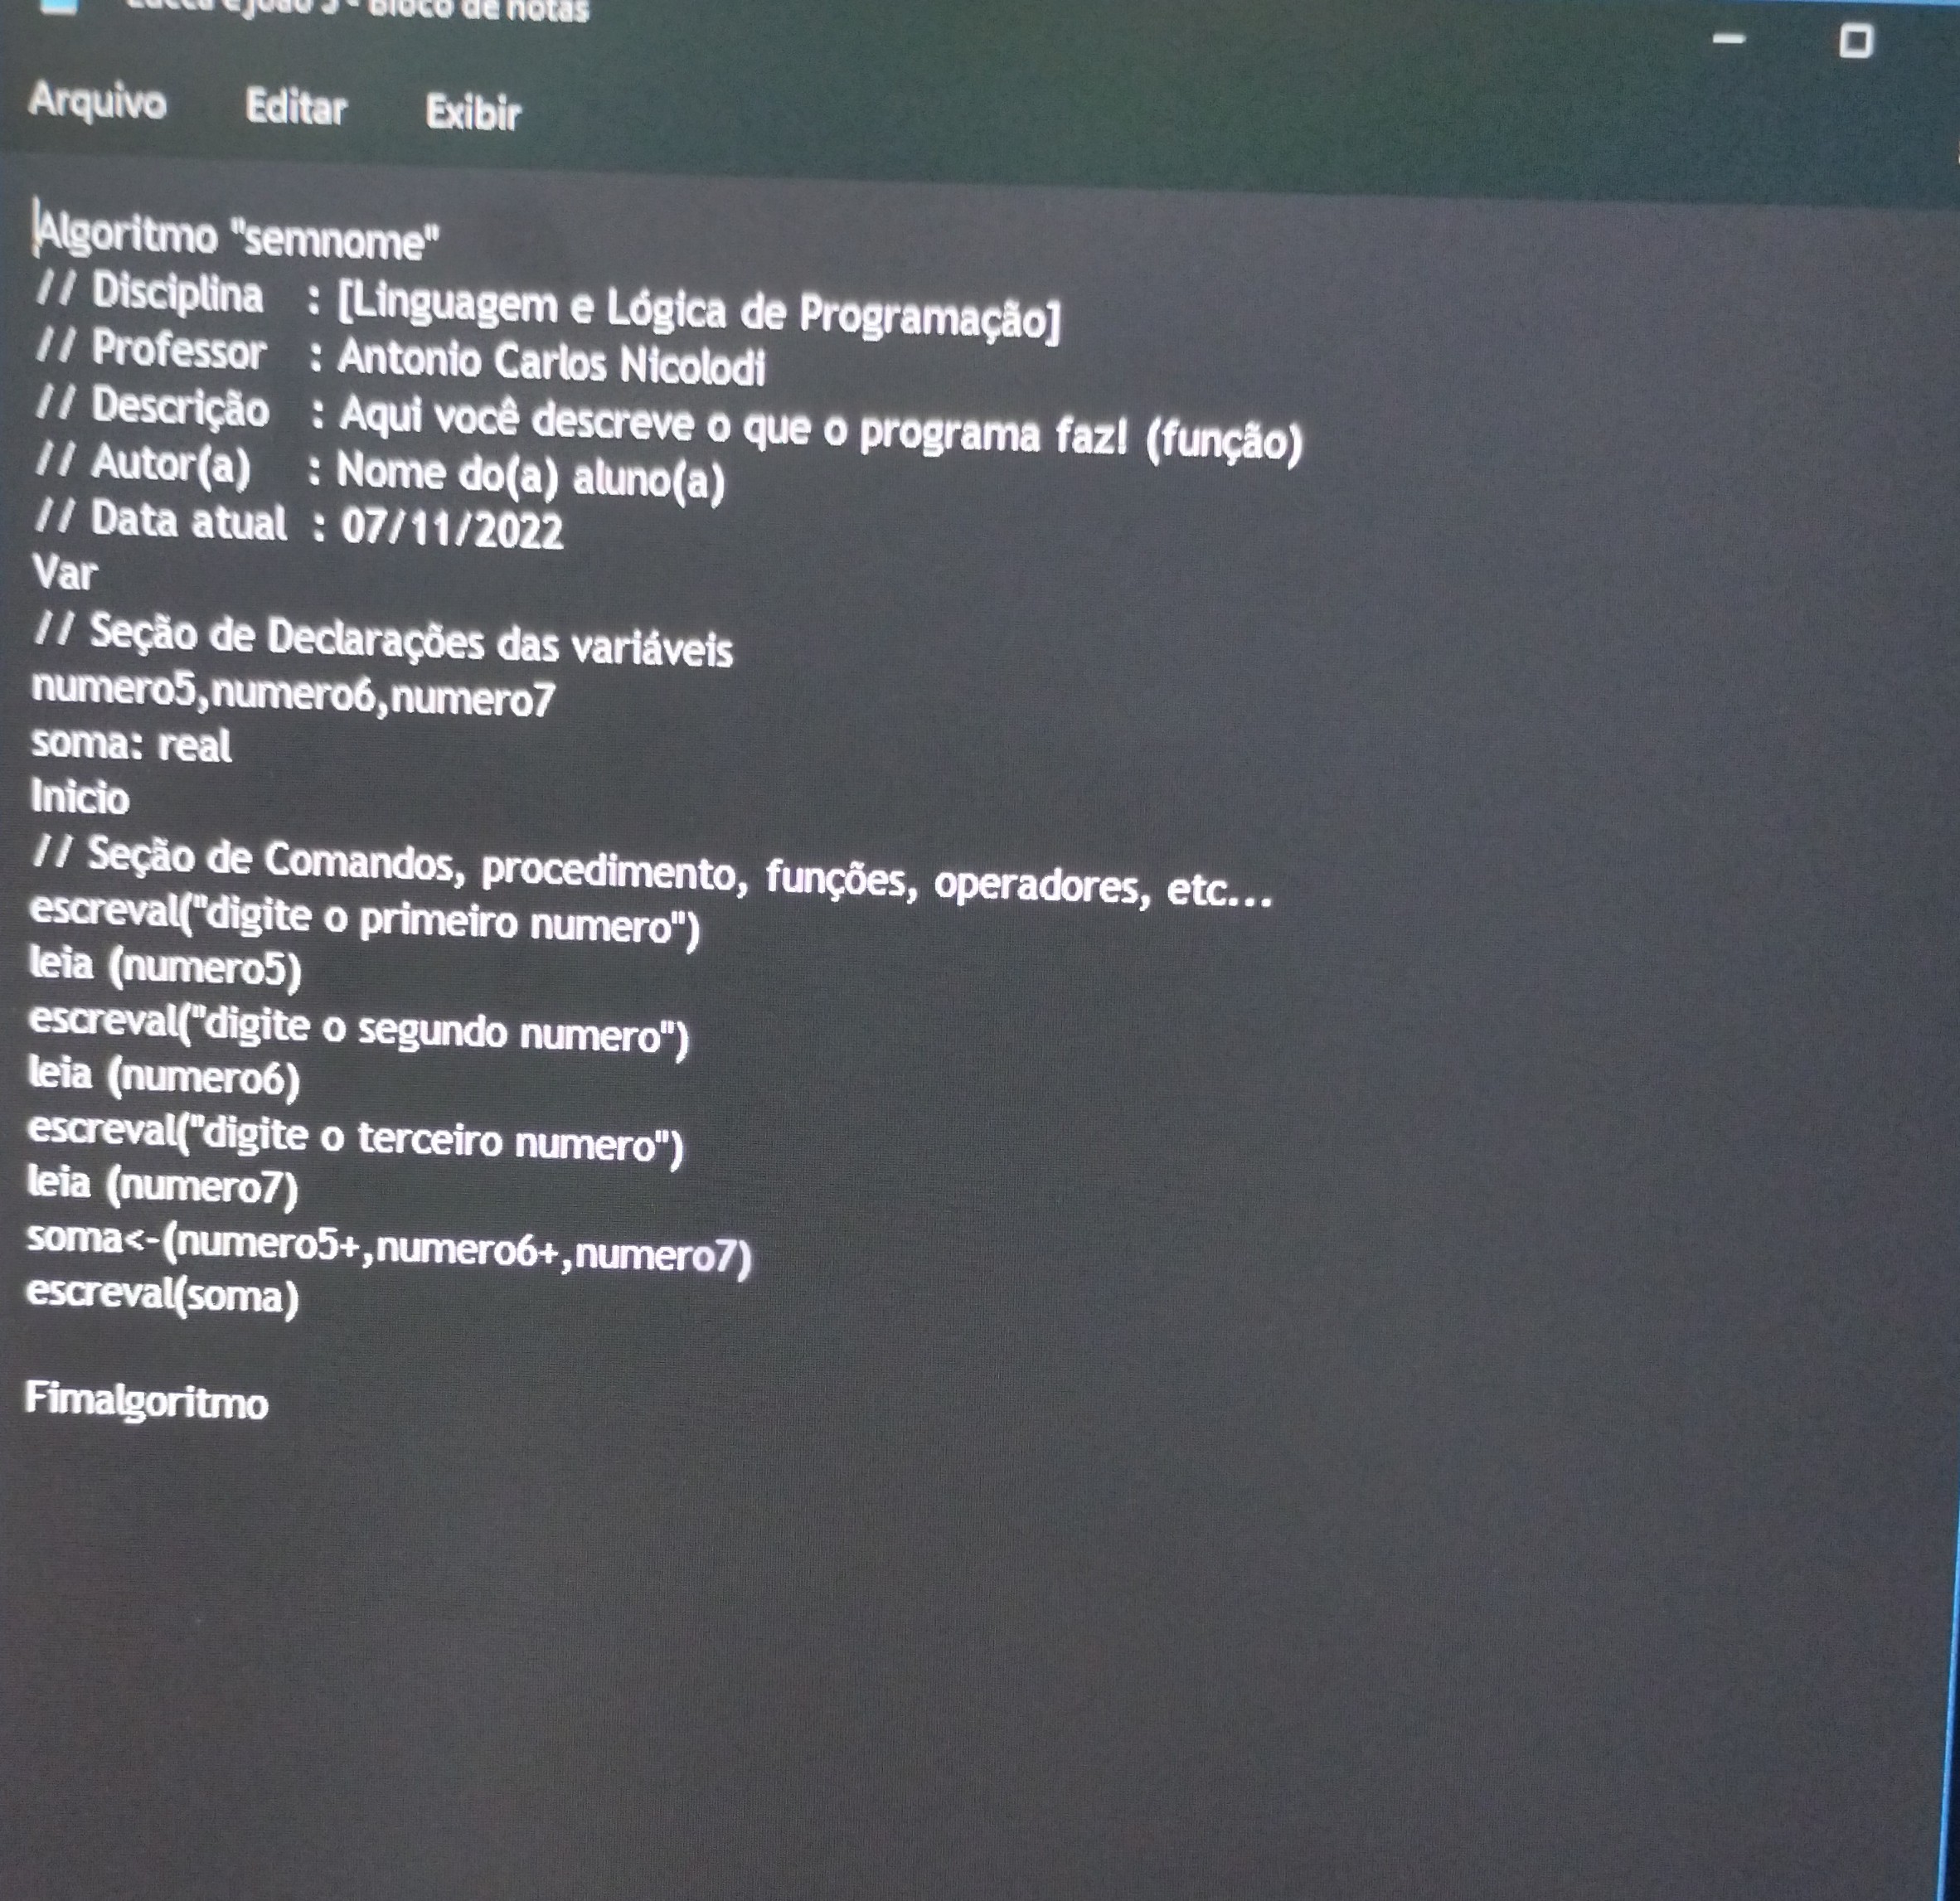 João 5 - Bloco de notas
Arquivo Editar Exibir
Algoritmo "semnome"
// Disciplina : [Linguagem e Lógica de Programação]
// Professor : Antonio Carlos Nicolodi
// Descrição : Aqui você descreve o que o programa faz! (função)
// Autor(a) : Nome do(a) aluno(a)
// Data atual : 07/11/2022
Var
// Seção de Declarações das variáveis
numero5,numero6,numero7
soma: real
Inicio
// Seção de Comandos, procedimento, funções, operadores, etc...
escreval("digite o primeiro numero")
leia (numero5)
escreval("digite o segundo numero")
leia (numero6)
escreval("digite o terceiro numero")
leia (numero7)
soma<-(numero5+,numero6+,numero7)
escreval(soma)
Fimalgoritmo